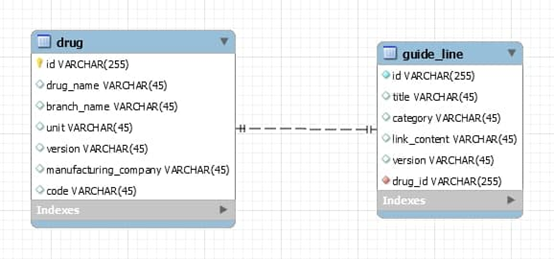 drug
id VARCHAR(255)
drug_name VARCHAR(45)
branch_name VARCHAR(45)
unit VARCHAR(45)
version VARCHAR(45)
manufacturing_company VARCHAR(45)
code VARCHAR(45)
Indexes
guide_line
id VARCHAR(255)
title VARCHAR(45)
category VARCHAR(45)
link_content VARCHAR(45)
version VARCHAR(45)
drug_id VARCHAR(255)
Indexes